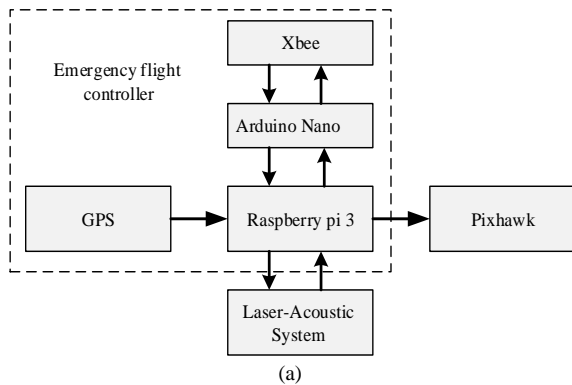 Xbee
Emergency flight
controller
Arduino Nano
GPS
Raspberry pi 3
Pixhawk
Laser-Acoustic
System
(a)